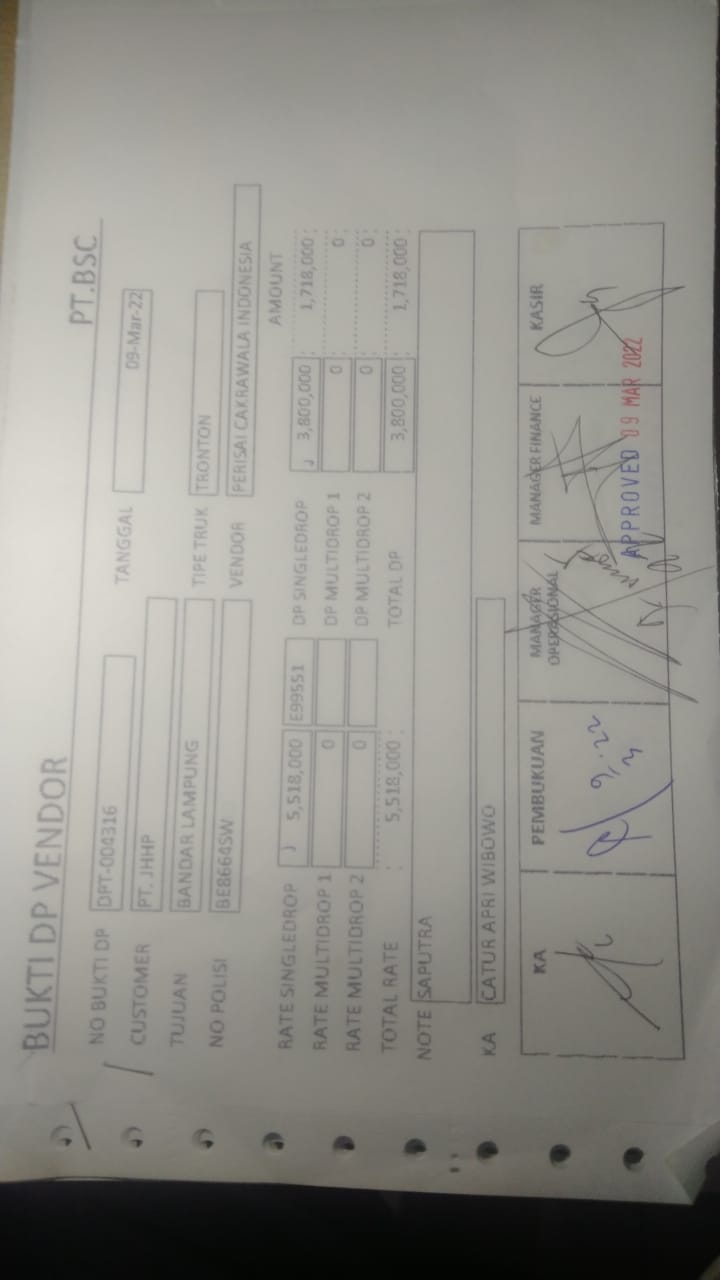 BUKTI DP VENDOR PT.BSC
NO BUKTI DP DPT-004316 TANGGAL 09-Mar-22
CUSTOMER PT. JHHP
TUJUAN BANDAR LAMPUNG TIPE TRUK TRONTON
NO POLISI BE8664SW VENDOR PERISAI CAKRAWALA INDONESIA
AMOUNT
RATE SINGLEDROP 5,518,000 E99551 DP SINGLEDROP 3,800,000 1,718,000
RATE MULTIDROP 1 0 DP MULTIDROP 1 0 0
RATE MULTIDROP 2 0 DP MULTIDROP 2 0 0
TOTAL RATE : 5,518,000 TOTAL DP 3,800,000 1,718,000
NOTE SAPUTRA
KA CATUR APRI WIBOWO
KA PEMBUKUAN MANAGER OPERASIONAL MANAGER FINANCE KASIR
APPROVED 09 MAR 2022